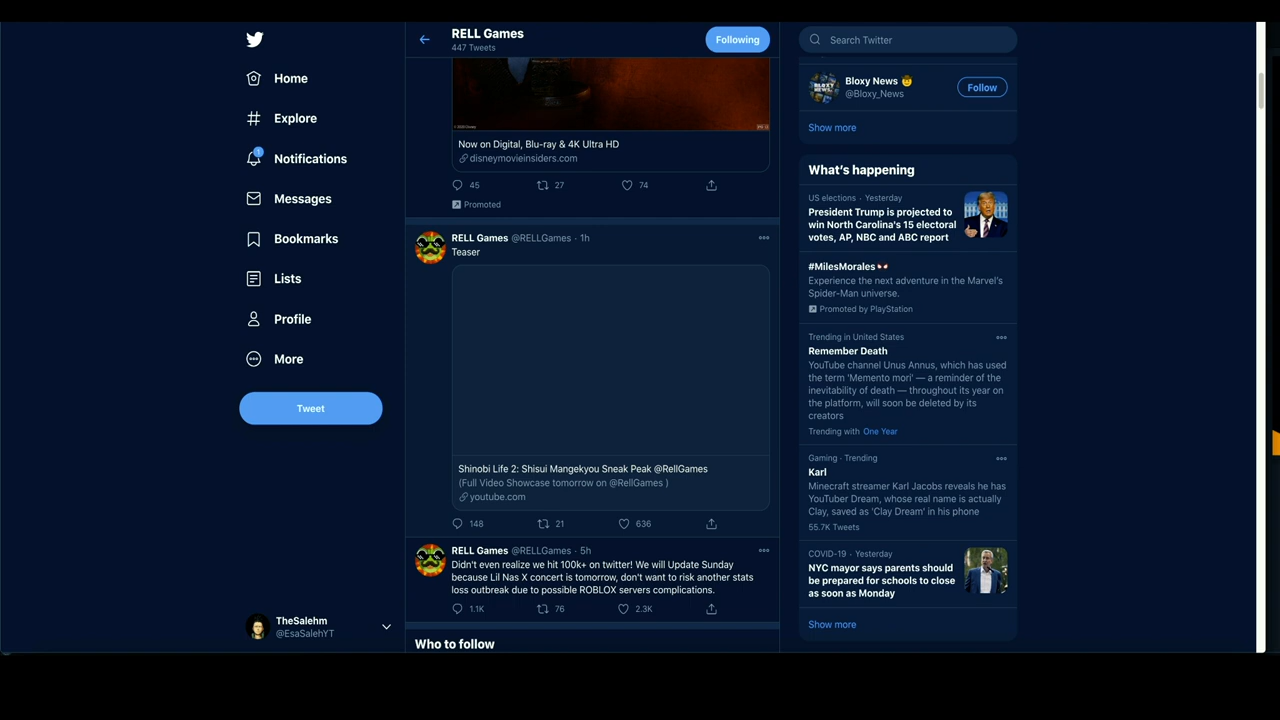 Home
Explore
1
Notifications
Messages
Bookmarks
Lists
Profile
More
Tweet
TheSalehm
@EsaSalehYT
RELL Games
447 Tweets
Following
Now on Digital, Blu-ray & 4K Ultra HD
disneymovieinsiders.com
45 27 74
Promoted
RELL Games @RELLGames · 1h
Teaser
Shinobi Life 2: Shisui Mangekyou Sneak Peak @RellGames
(Full Video Showcase tomorrow on @RellGames )
youtube.com
148 21 636
RELL Games @RELLGames · 5h
Didn't even realize we hit 100k+ on twitter! We will Update Sunday
because Lil Nas X concert is tomorrow, don't want to risk another stats
loss outbreak due to possible ROBLOX servers complications.
1.1K 76 2.3K
Who to follow
Search Twitter
Bloxy News 🤠
@Bloxy_News
Follow
Show more
What's happening
US elections · Yesterday
President Trump is projected to
win North Carolina's 15 electoral
votes, AP, NBC and ABC report
#MilesMorales
Experience the next adventure in the Marvel's
Spider-Man universe.
Promoted by PlayStation
Trending in United States
Remember Death
YouTube channel Unus Annus, which has used
the term 'Memento mori' — a reminder of the
inevitability of death — throughout its year on
the platform, will soon be deleted by its
creators
Trending with One Year
Gaming · Trending
Karl
Minecraft streamer Karl Jacobs reveals he has
YouTuber Dream, whose real name is actually
Clay, saved as 'Clay Dream' in his phone
55.7K Tweets
COVID-19 · Yesterday
NYC mayor says parents should
be prepared for schools to close
as soon as Monday
Show more